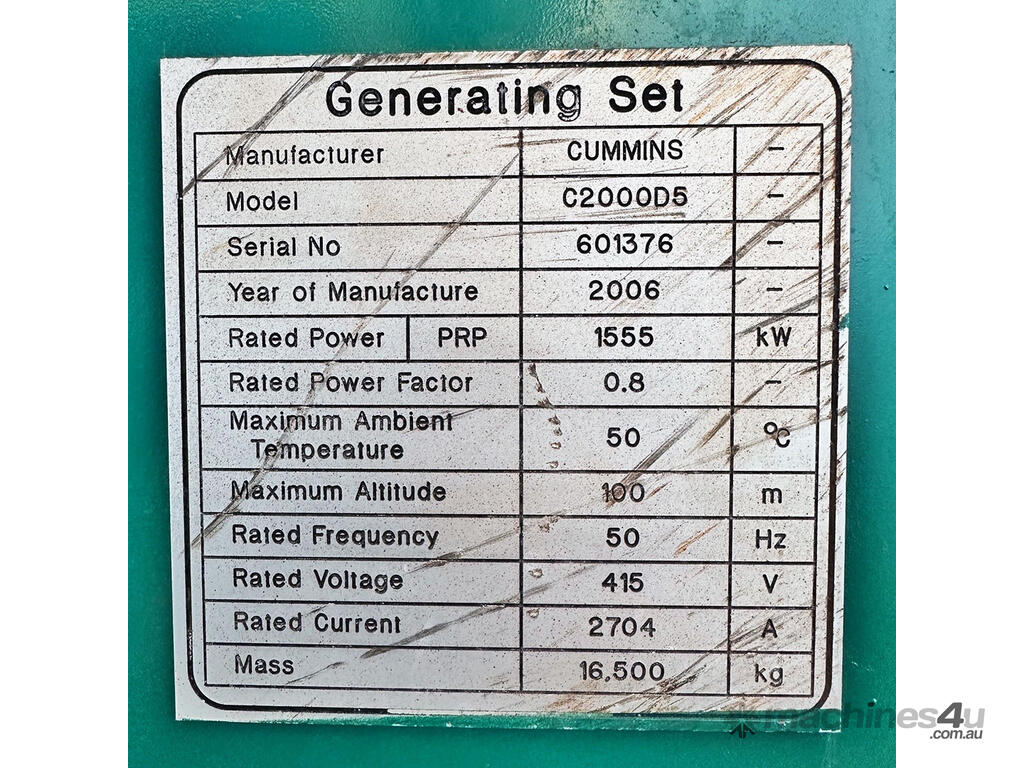 Generating Set
Manufacturer CUMMINS -
Model C2000D5 -
Serial No 601376 -
Year of Manufacture 2006 -
Rated Power PRP 1555 kW
Rated Power Factor 0.8 -
Maximum Ambient
Temperature 50 °C
Maximum Altitude 100 m
Rated Frequency 50 Hz
Rated Voltage 415 V
Rated Current 2704 A
Mass 16,500 kg
machines4u
.com.au